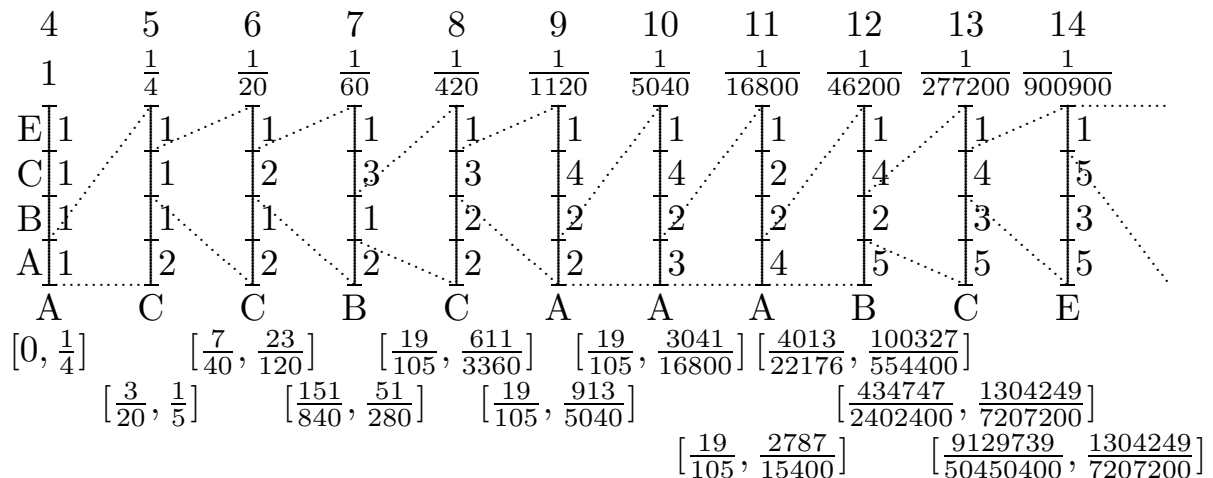 4 5 6 7 8 9 10 11 12 13 14
1 1/4 1/20 1/60 1/420 1/1120 1/5040 1/16800 1/46200 1/277200 1/900900
E 1 1 1 1 1 1 1 1 1 1 1
C 1 1 2 3 3 4 4 2 4 4 5
B 1 1 1 1 2 2 2 2 2 3 3
A 1 2 2 2 2 2 3 4 5 5 5
A C C B C A A A B C E
[0, 1/4] [7/40, 23/120] [19/105, 611/3360] [19/105, 3041/16800] [4013/22176, 100327/554400]
[3/20, 1/5] [151/840, 51/280] [19/105, 913/5040] [434747/2402400, 1304249/7207200]
[19/105, 2787/15400] [9129739/50450400, 1304249/7207200]